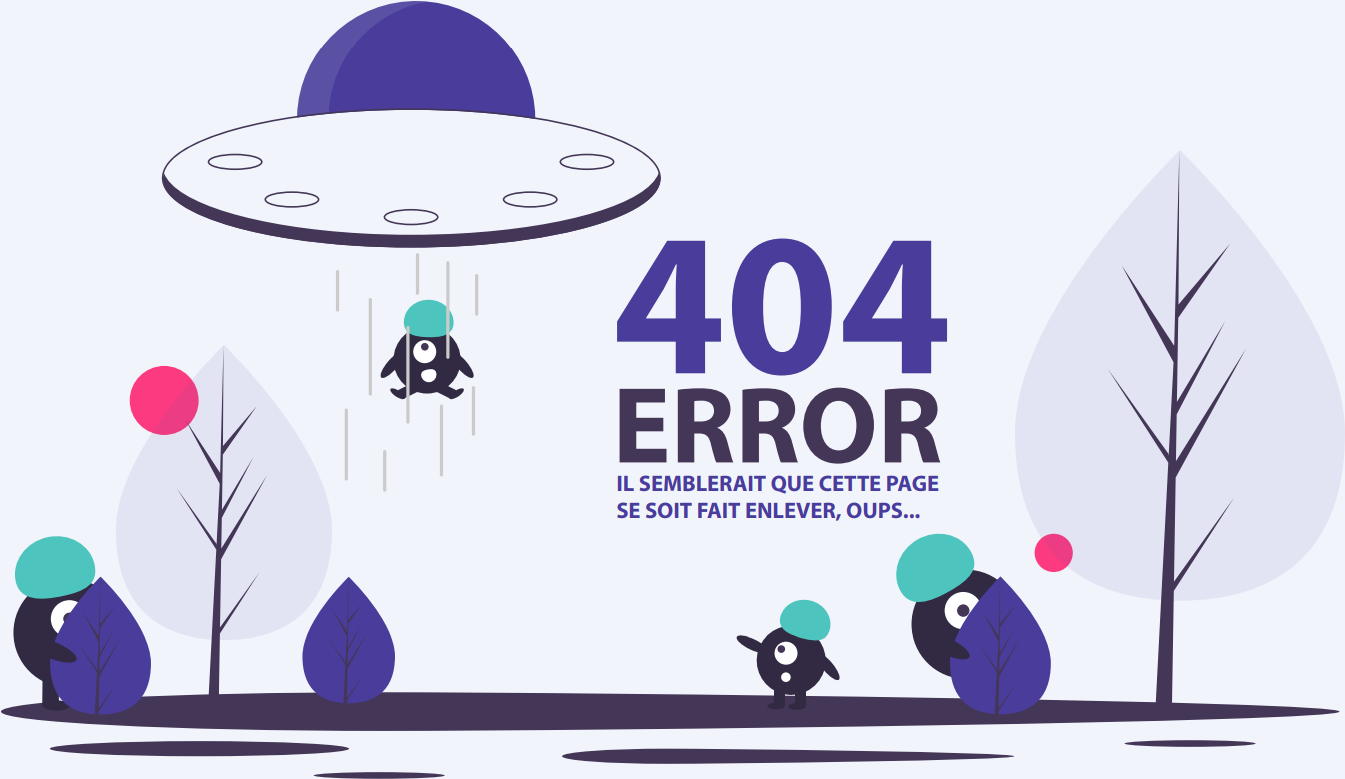 404
ERROR
IL SEMBLERAIT QUE CETTE PAGE
SE SOIT FAIT ENLEVER, OUPS...